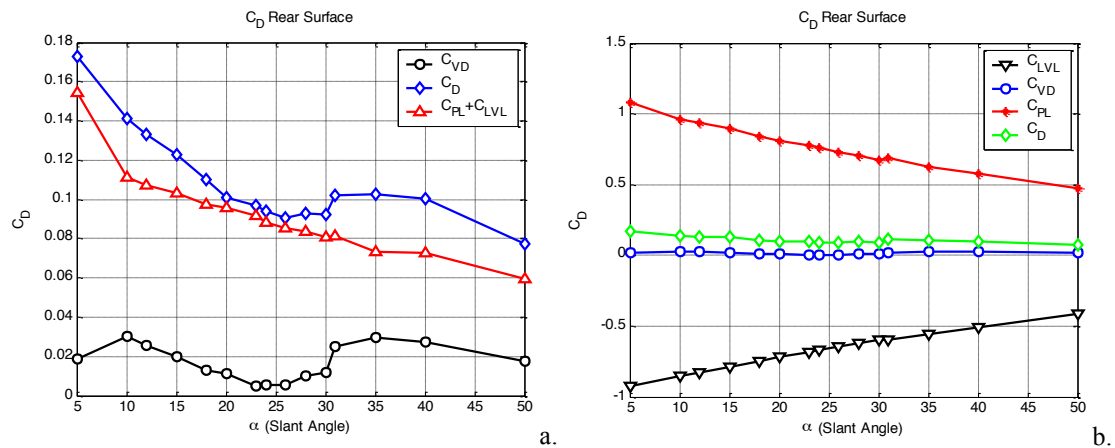 C_D Rear Surface
0.18
0.16
0.14
0.12
0.1
0.08
0.06
0.04
0.02
0
C_D
C_VD
C_D
C_PL+C_LVL
5 10 15 20 25 30 35 40 45 50
α (Slant Angle)
a.
C_D Rear Surface
1.5
1
0.5
0
-0.5
-1
C_D
C_LVL
C_VD
C_PL
C_D
5 10 15 20 25 30 35 40 45 50
α (Slant Angle)
b.